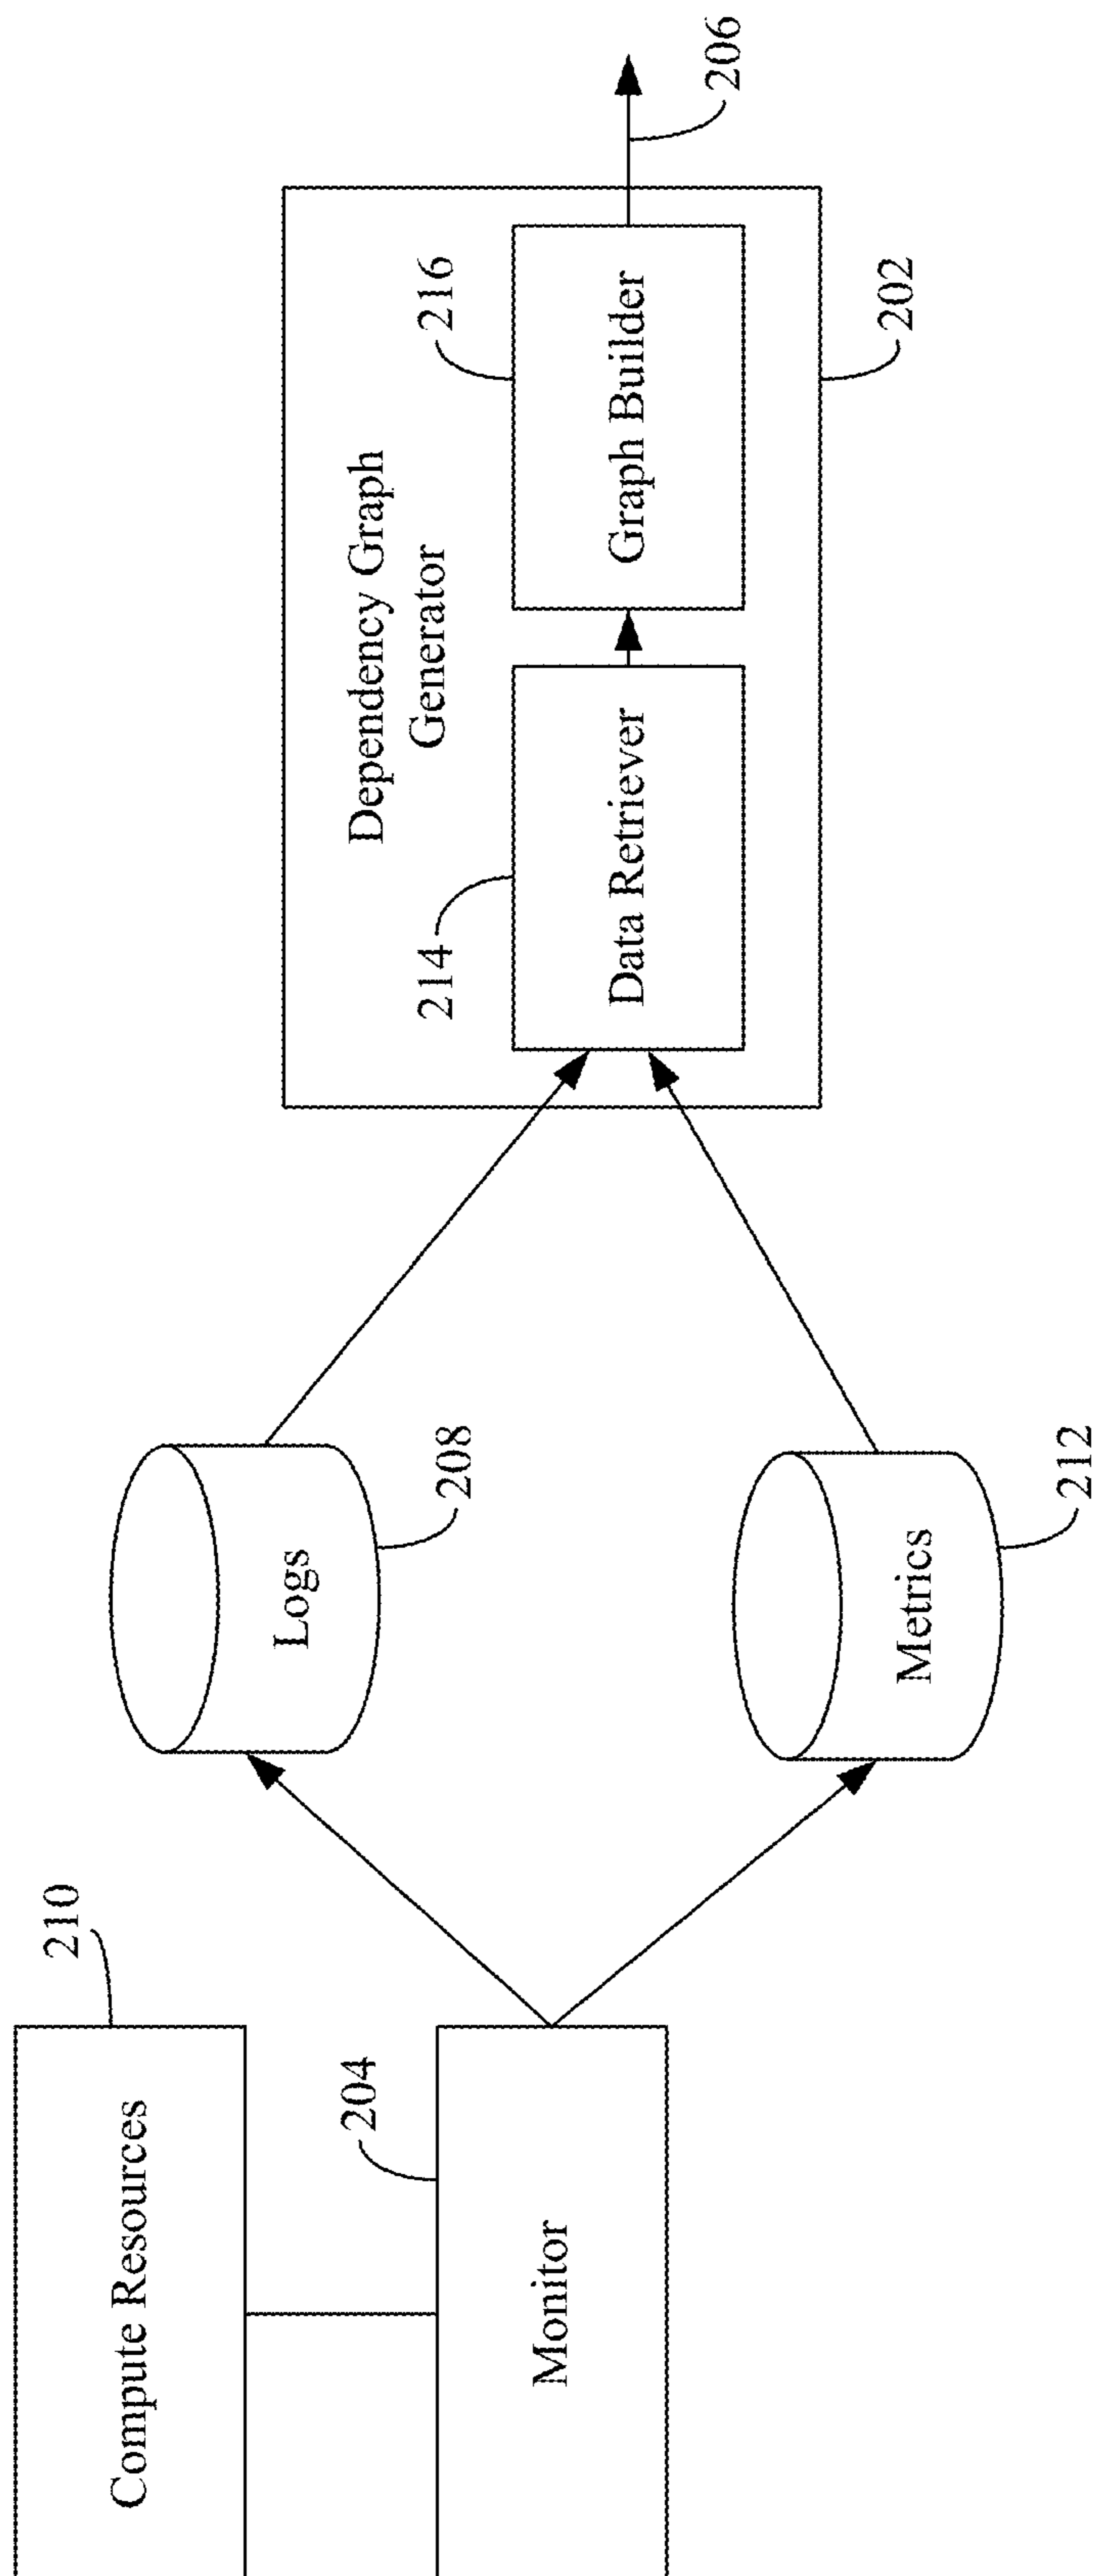 Compute Resources
210
204
Monitor
Logs
208
Metrics
212
Dependency Graph
Generator
214
Data Retriever
216
Graph Builder
202
206